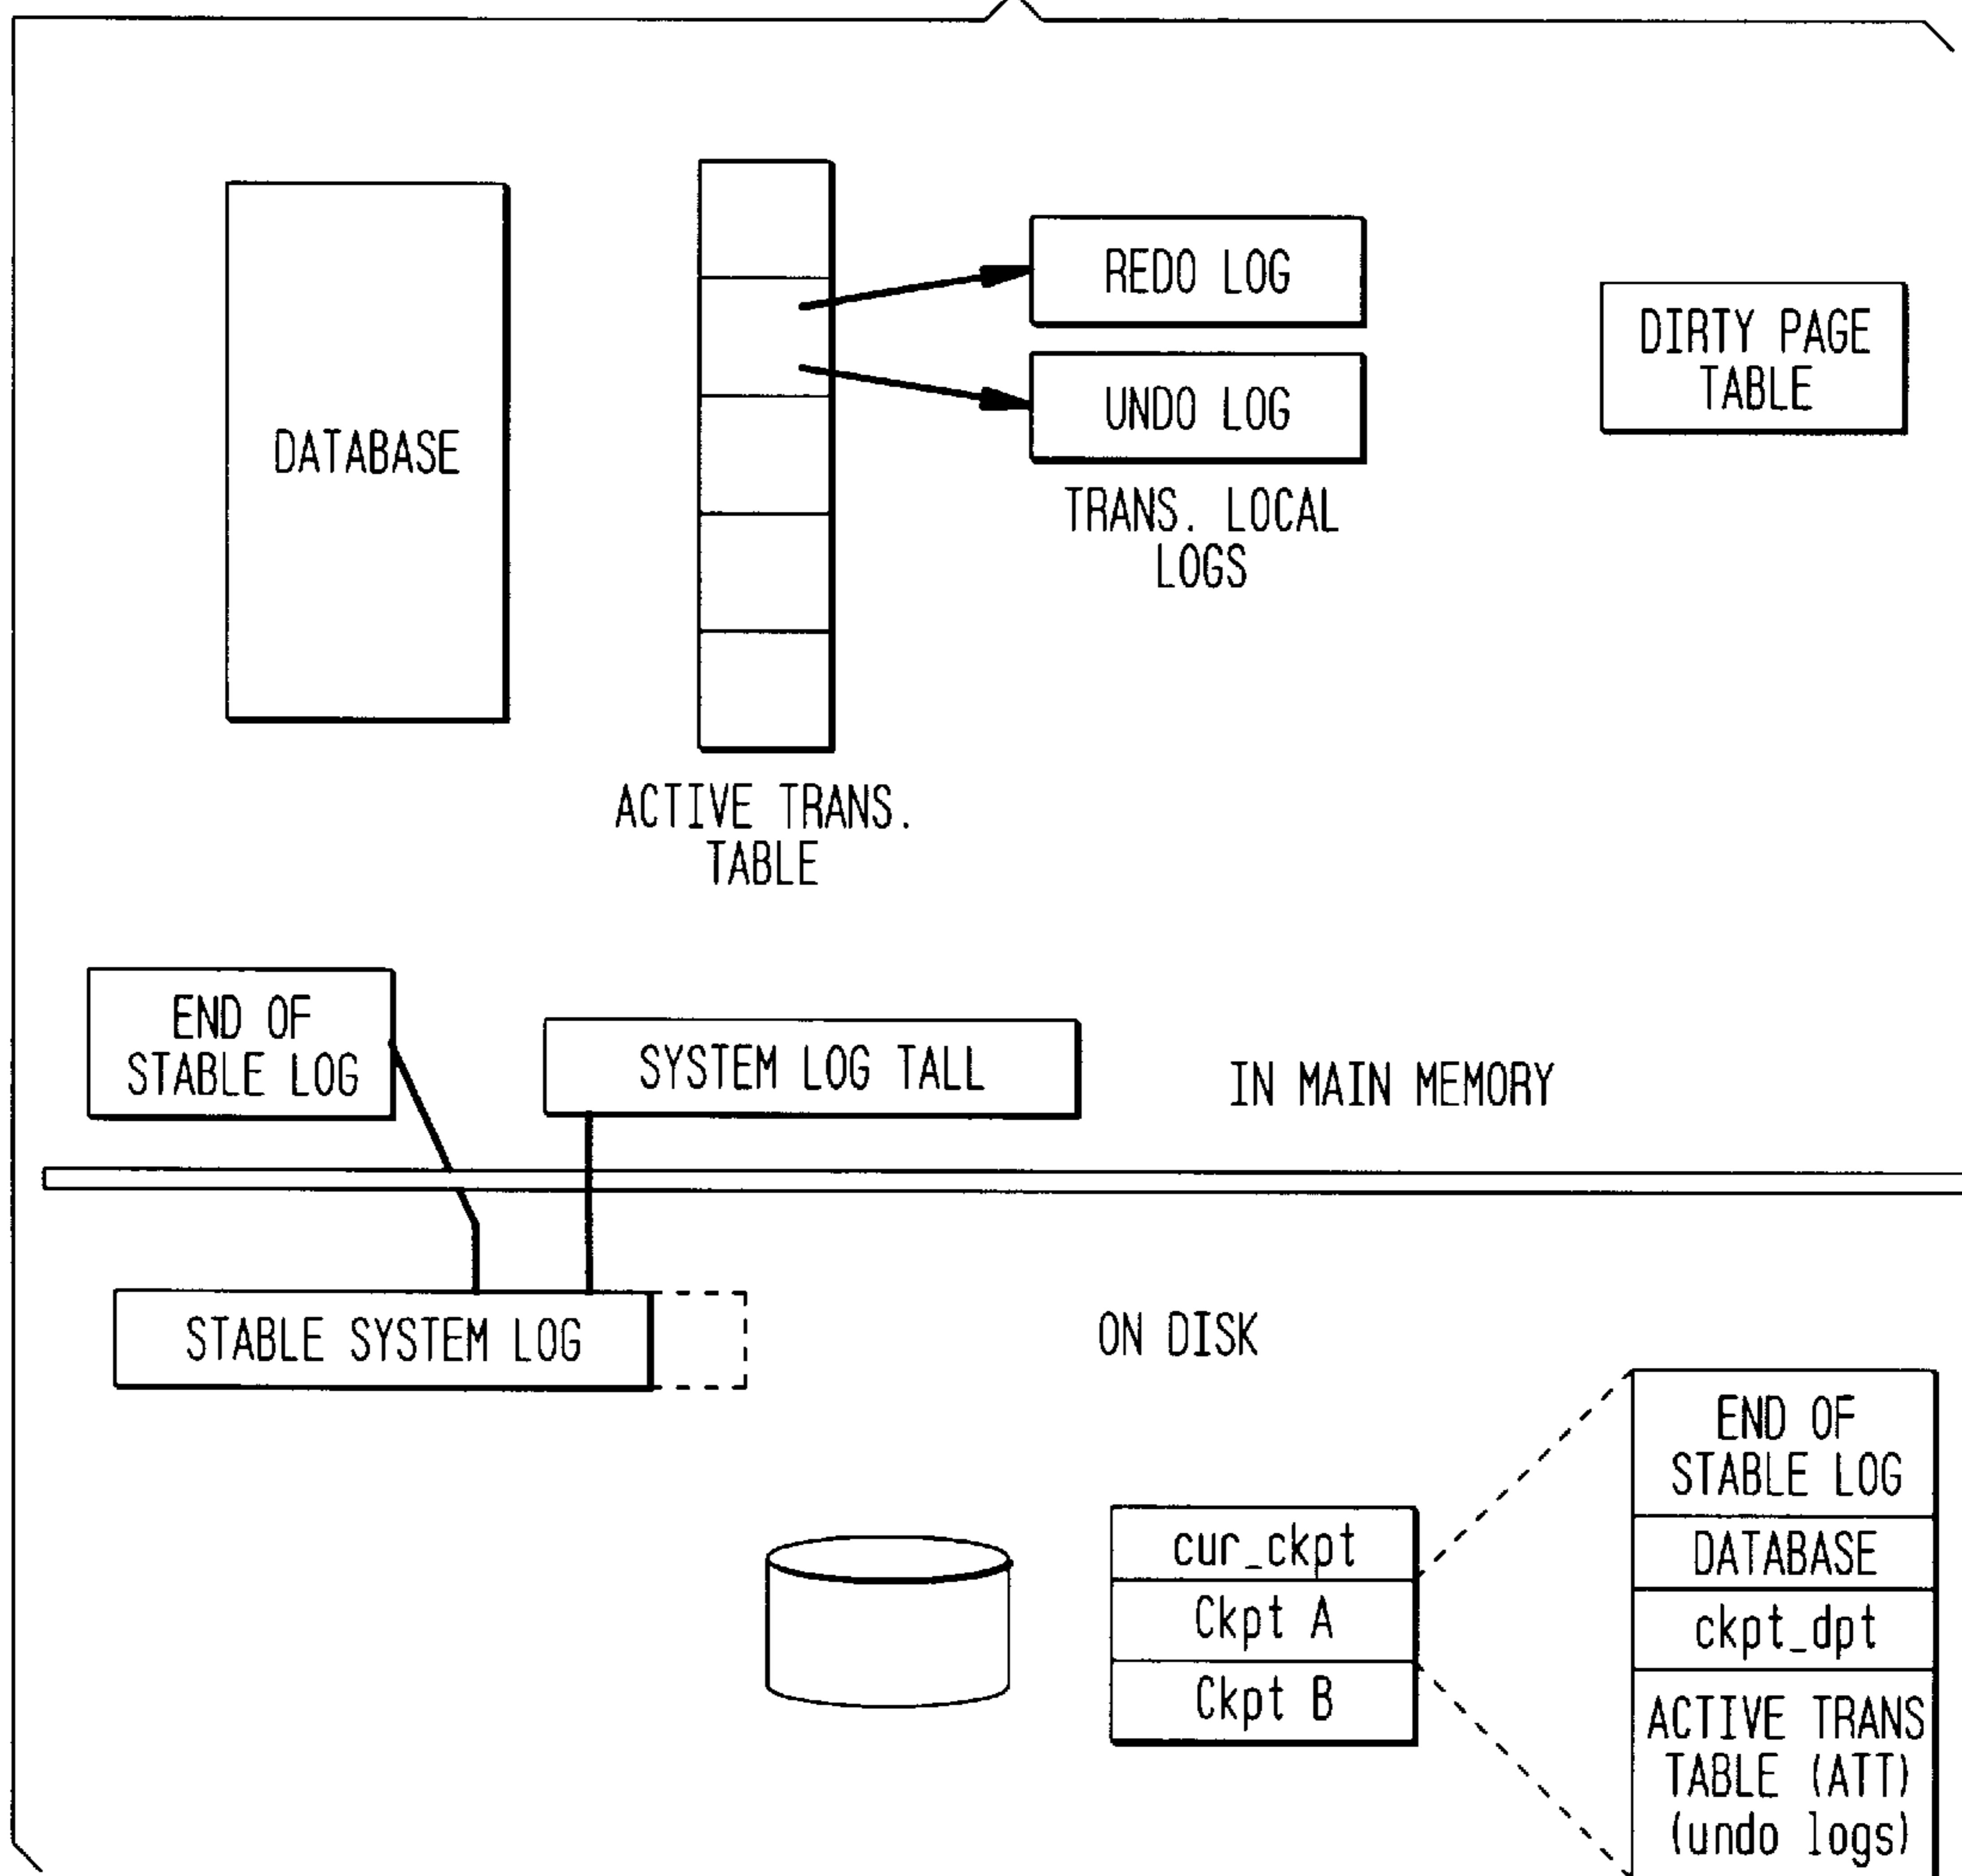 REDO LOG
DIRTY PAGE
TABLE
DATABASE
UNDO LOG
TRANS. LOCAL
LOGS
ACTIVE TRANS.
TABLE
END OF
STABLE LOG
SYSTEM LOG TALL
IN MAIN MEMORY
STABLE SYSTEM LOG
ON DISK
cur_ckpt
Ckpt A
Ckpt B
END OF
STABLE LOG
DATABASE
ckpt_dpt
ACTIVE TRANS
TABLE (ATT)
(undo logs)